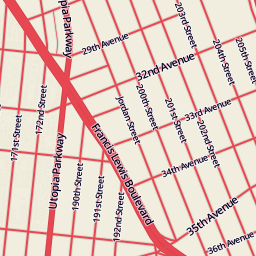 Utopia Parkway
29th Avenue
203rd Street
204th Street
205th Street
32nd Avenue
200th Street
Jordan Street
201st Street
33rd Avenue
202nd Street
172nd Street
171st Street
Francis Lewis Boulevard
34th Avenue
Utopia Parkway
190th Street
191st Street
192nd Street
35th Avenue
36th Avenue